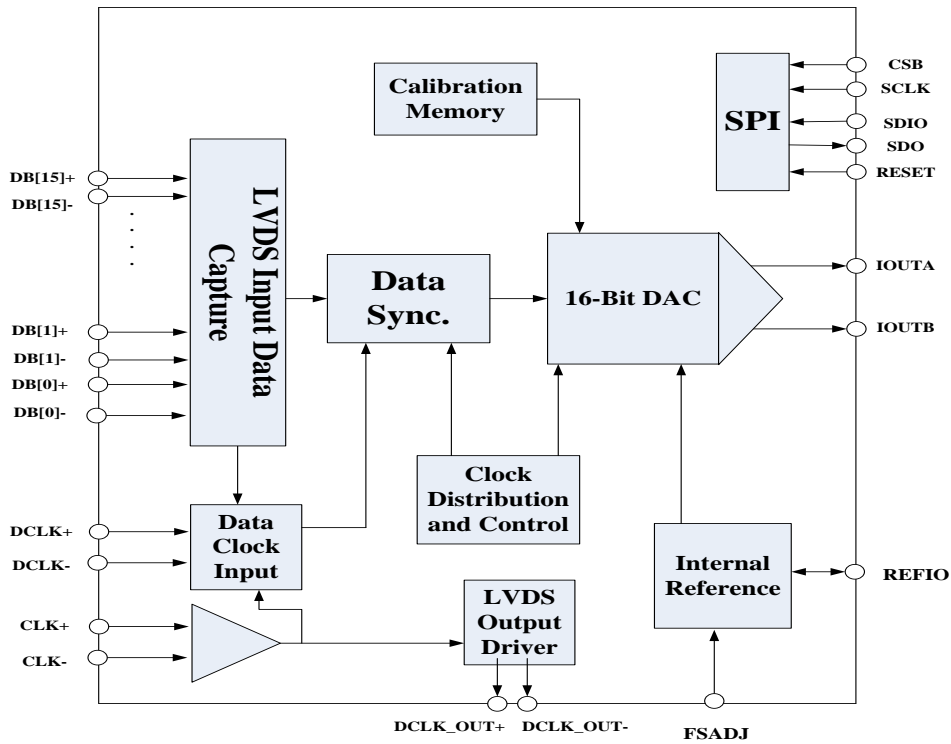 CSB
Calibration
Memory
SCLK
SPI
SDIO
SDO
RESET
DB[15]+
DB[15]-
LVDS Input Data
Capture
Data
Sync.
16-Bit DAC
IOUTA
IOUTB
DB[1]+
DB[1]-
DB[0]+
DB[0]-
Clock
Distribution
and Control
DCLK+
DCLK-
Data
Clock
Input
Internal
Reference
REFIO
CLK+
CLK-
LVDS
Output
Driver
DCLK_OUT+
DCLK_OUT-
FSADJ